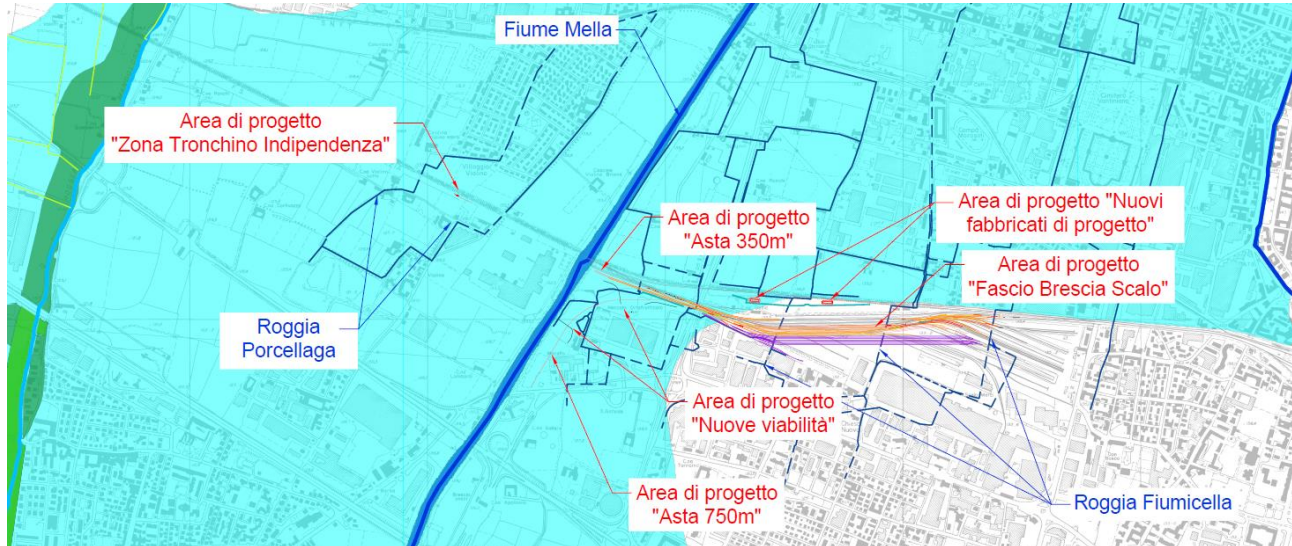 Fiume Mella
Area di progetto
"Zona Tronchino Indipendenza"
Area di progetto
"Asta 350m"
Area di progetto "Nuovi
fabbricati di progetto"
Area di progetto
"Fascio Brescia Scalo"
Roggia
Porcellaga
Area di progetto
"Nuove viabilità"
Area di progetto
"Asta 750m"
Roggia Fiumicella